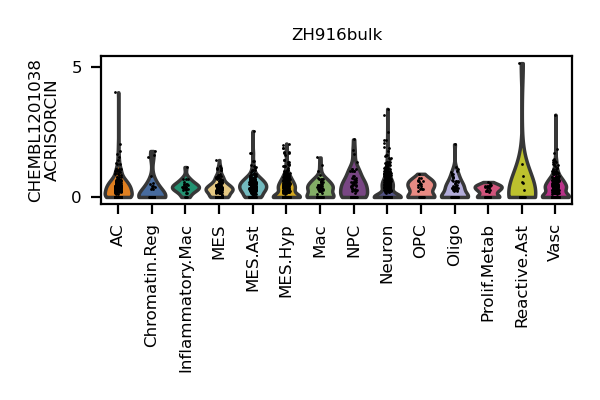 ZH916bulk
CHEMBL1201038
ACRISORCIN
5
0
AC
Chromatin.Reg
Inflammatory.Mac
MES
MES.Ast
MES.Hyp
Mac
NPC
Neuron
OPC
Oligo
Prolif.Metab
Reactive.Ast
Vasc